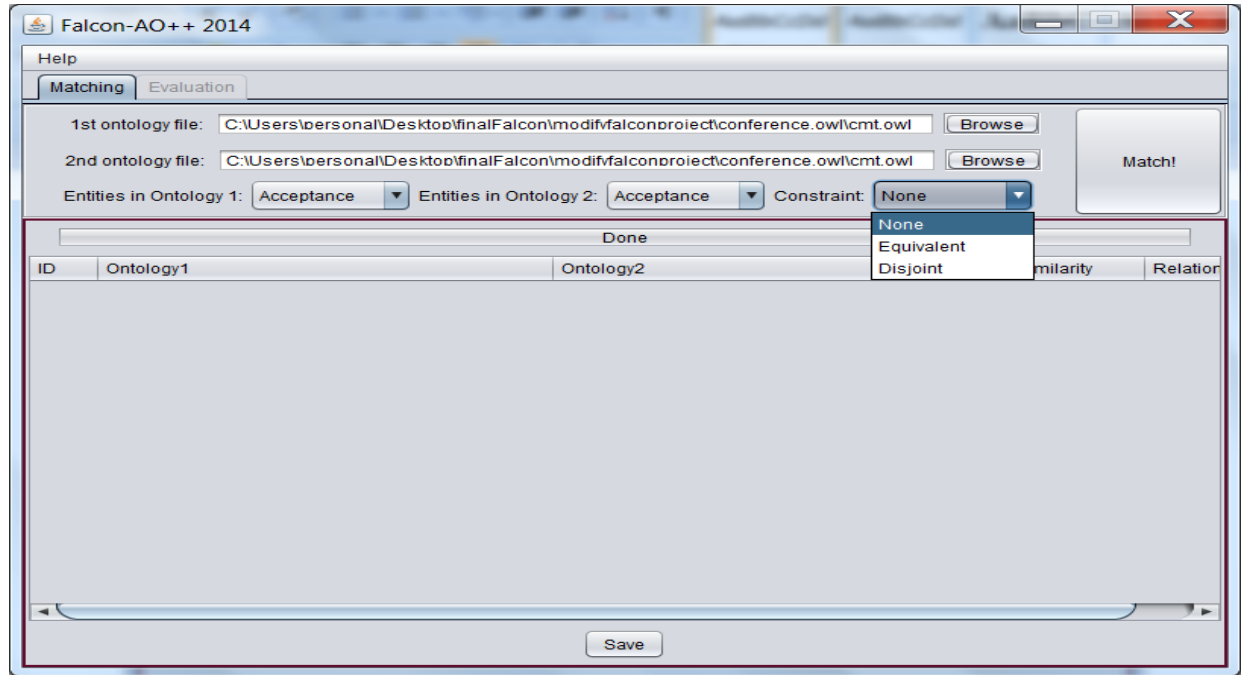 Falcon-AO++ 2014
Help
Matching Evaluation
1st ontology file: C:\Users\personal\Desktop\finalFalcon\modifyfalconproject\conference.owl\cmt.owl Browse
2nd ontology file: C:\Users\personal\Desktop\finalFalcon\modifyfalconproject\conference.owl\cmt.owl Browse
Match!
Entities in Ontology 1: Acceptance Entities in Ontology 2: Acceptance Constraint: None
None
Equivalent
Disjoint
Done
ID Ontology1 Ontology2 milarity Relation
Save